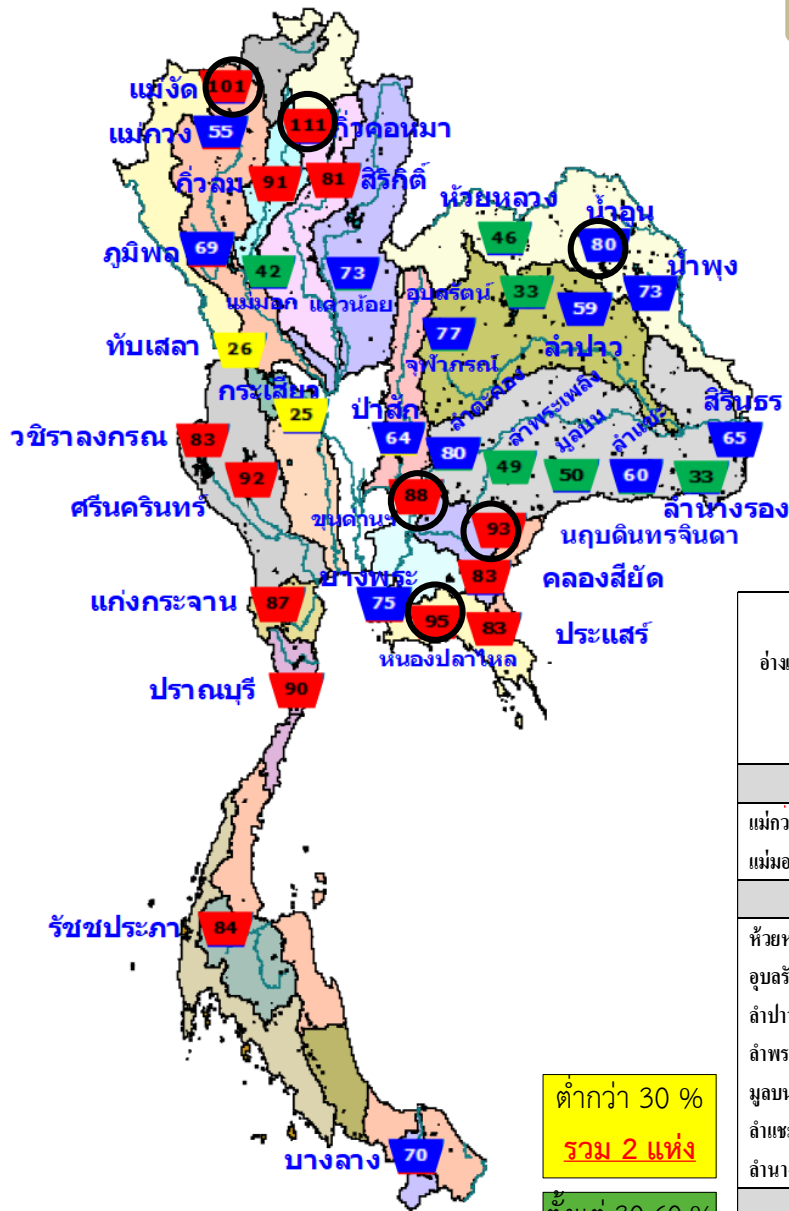 แม่งัด 101
แม่กวง 55
111 กิ่วคอหมา
กิ่วลม 91
81 สิริกิติ์
ห้วยหลวง 46
น้ำอูน 80
ภูมิพล 69
42 แม่มอก
73 แควน้อย
อุบลรัตน์ 33
59 ลำปาว
73 น้ำพุง
77 จุฬาภรณ์
ทับเสลา 26
กระเสียว 25
ป่าสัก 64
ลำตะคอง 80
ลำพระเพลิง 49
มูลบน 50
ลำแชะ 60
33 ลำนางรอง
สิรินธร 65
วชิราลงกรณ 83
ศรีนครินทร์ 92
88 ขุนด่านฯ
93 นฤบดินทรจินดา
83 คลองสียัด
บางพระ 75
95 หนองปลาไหล
83 ประแสร์
แก่งกระจาน 87
ปราณบุรี 90
รัชชประภา 84
บางลาง 70
ต่ำกว่า 30 %
รวม 2 แห่ง
ตั้งแต่ 30-60 %